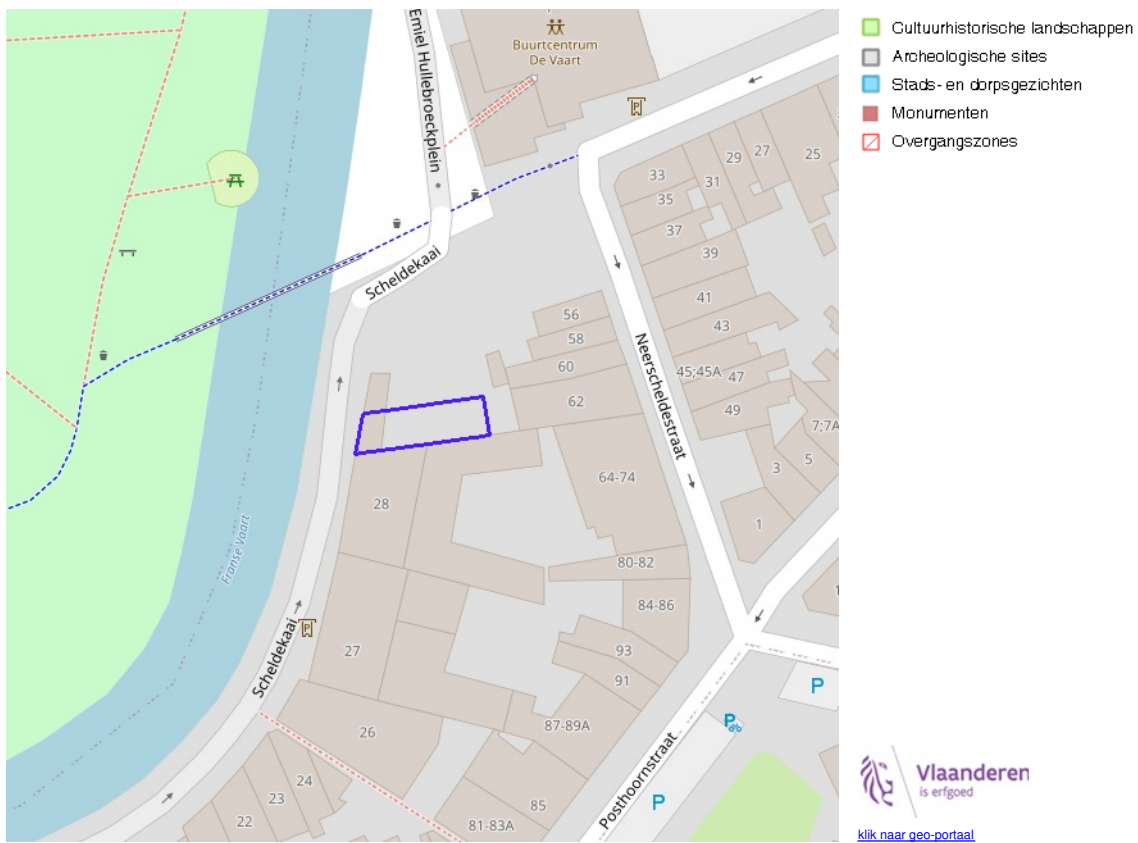 Emiel Hullebroeckplein
Buurtcentrum
De Vaart
P
33
35
37
31
29
27
25
39
41
43
45;45A
47
49
7;7A
5
3
1
Scheldekaai
Neerscheldestraat
56
58
60
62
64-74
80-82
84-86
93
91
87-89A
85
81-83A
28
27
26
24
23
22
Franse Vaart
Scheldekaai
P
Posthoornstraat
P
P
P
Cultuurhistorische landschappen
Archeologische sites
Stads- en dorpsgezichten
Monumenten
Overgangszones
Vlaanderen
is erfgoed
klik naar geo-portaal